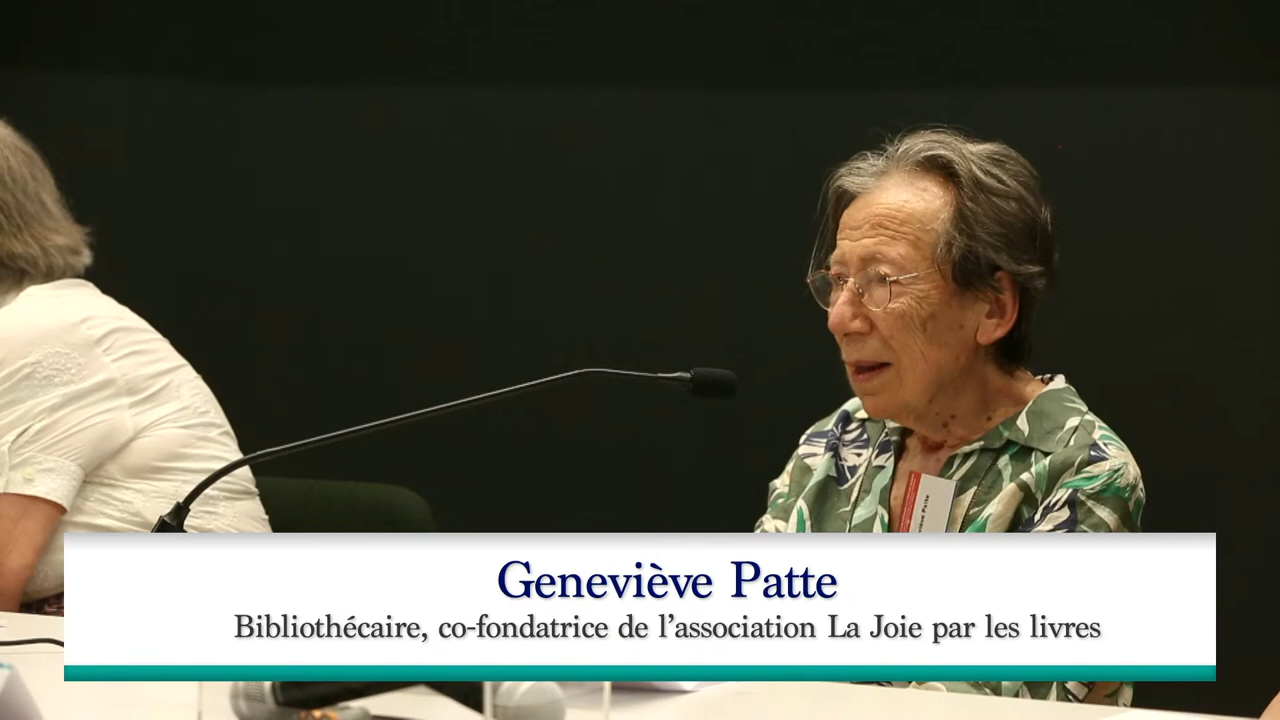 Geneviève Patte
Bibliothécaire, co-fondatrice de l'association La Joie par les livres